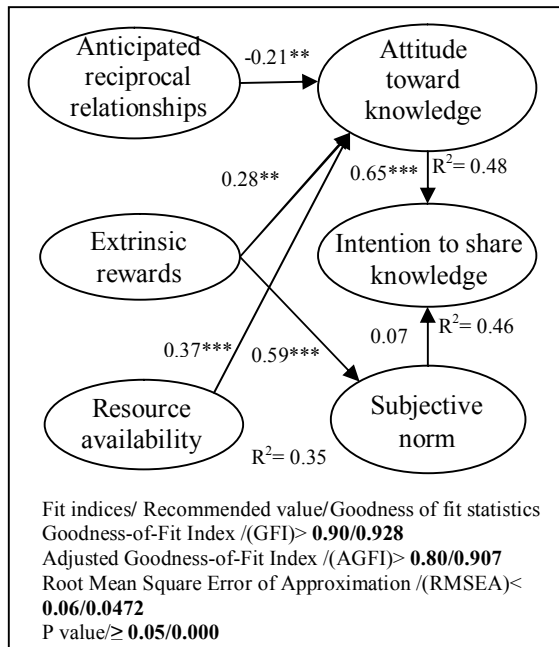 Anticipated
reciprocal
relationships
-0.21**
Attitude
toward
knowledge
0.28**
0.65***
R²= 0.48
Extrinsic
rewards
Intention to share
knowledge
0.37***
0.59***
0.07
R²= 0.46
Resource
availability
R²= 0.35
Subjective
norm
Fit indices/ Recommended value/Goodness of fit statistics
Goodness-of-Fit Index /(GFI)> 0.90/0.928
Adjusted Goodness-of-Fit Index /(AGFI)> 0.80/0.907
Root Mean Square Error of Approximation /(RMSEA)<
0.06/0.0472
P value/≥ 0.05/0.000